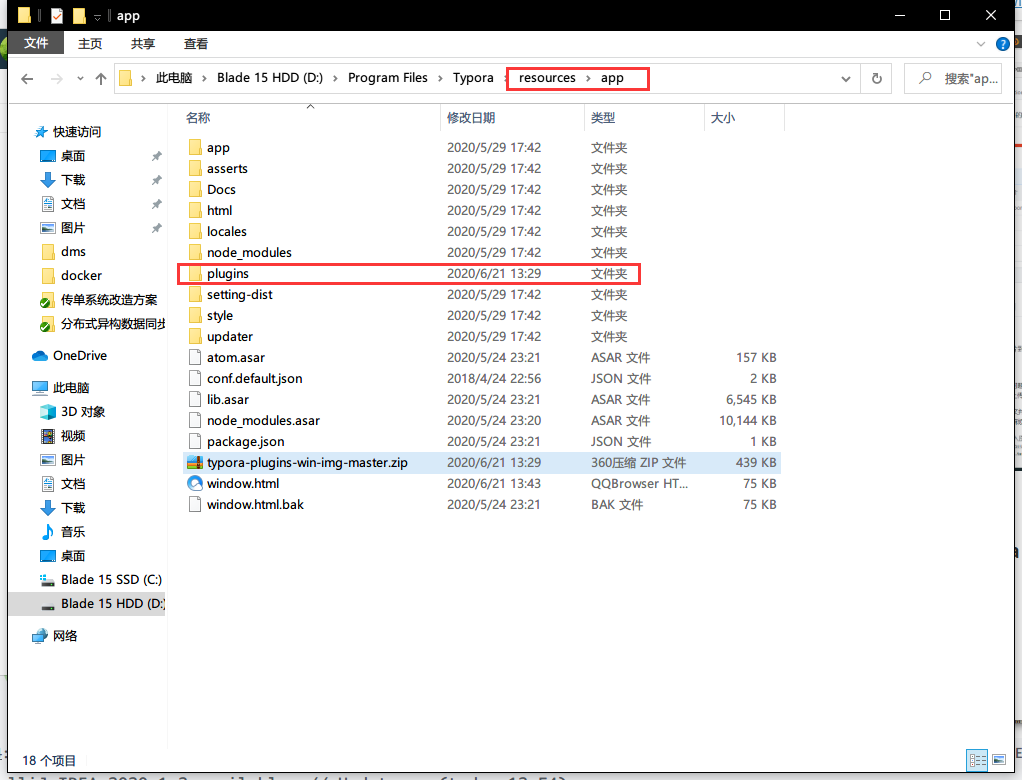 app
文件 主页 共享 查看
此电脑 Blade 15 HDD (D:) Program Files Typora resources app 搜索"ap...
名称 修改日期 类型 大小
快速访问
桌面
下载
文档
图片
dms
docker
传单系统改造方案
分布式异构数据同步
OneDrive
此电脑
3D 对象
视频
图片
文档
下载
音乐
桌面
Blade 15 SSD (C:)
Blade 15 HDD (D:)
网络
app 2020/5/29 17:42 文件夹
asserts 2020/5/29 17:42 文件夹
Docs 2020/5/29 17:42 文件夹
html 2020/5/29 17:42 文件夹
locales 2020/5/29 17:42 文件夹
node_modules 2020/5/29 17:42 文件夹
plugins 2020/6/21 13:29 文件夹
setting-dist 2020/5/29 17:42 文件夹
style 2020/5/29 17:42 文件夹
updater 2020/5/29 17:42 文件夹
atom.asar 2020/5/24 23:21 ASAR 文件 157 KB
conf.default.json 2018/4/24 22:56 JSON 文件 2 KB
lib.asar 2020/5/24 23:21 ASAR 文件 6,545 KB
node_modules.asar 2020/5/24 23:20 ASAR 文件 10,144 KB
package.json 2020/5/24 23:21 JSON 文件 1 KB
typora-plugins-win-img-master.zip 2020/6/21 13:29 360压缩 ZIP 文件 439 KB
window.html 2020/6/21 13:43 QQBrowser HT... 75 KB
window.html.bak 2020/5/24 23:21 BAK 文件 75 KB
18 个项目